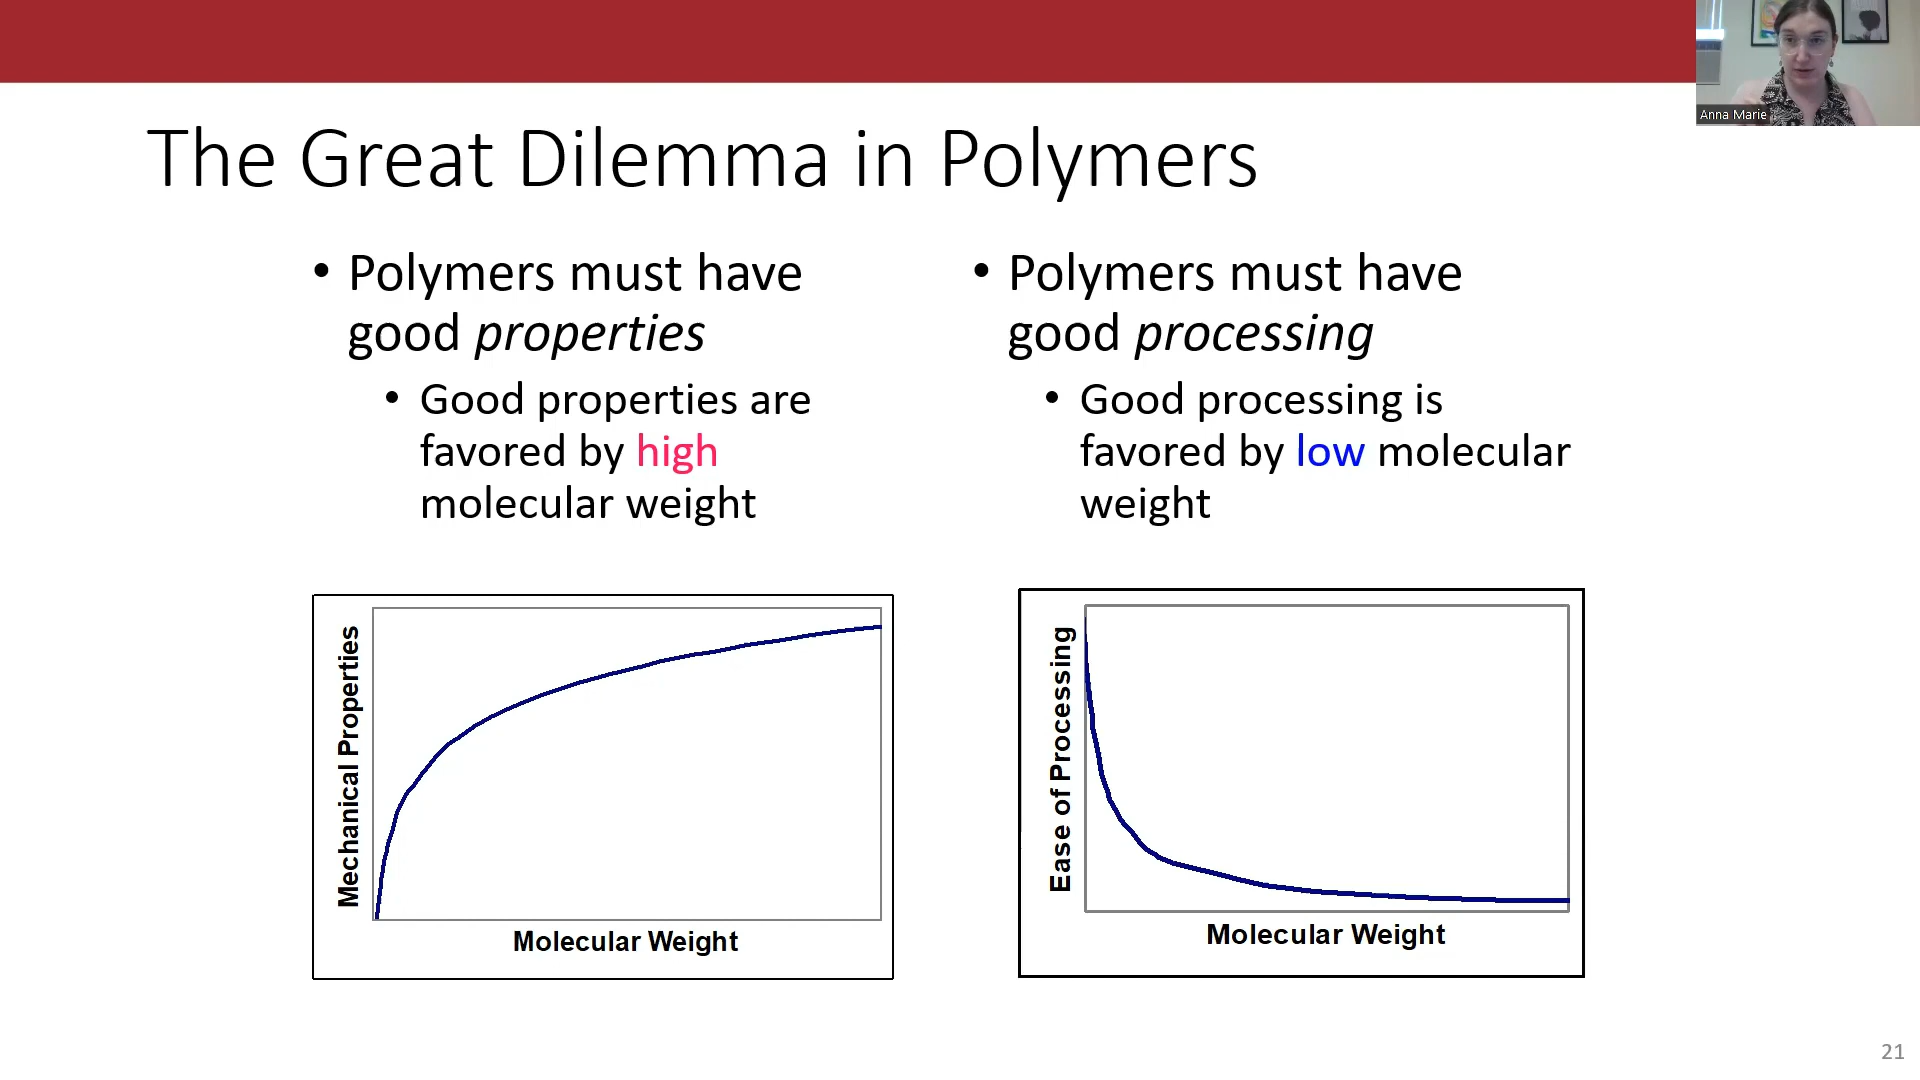 Anna Marie
The Great Dilemma in Polymers
• Polymers must have
good properties
• Good properties are
favored by high
molecular weight
• Polymers must have
good processing
• Good processing is
favored by low molecular
weight
Mechanical Properties
Molecular Weight
Ease of Processing
Molecular Weight
21